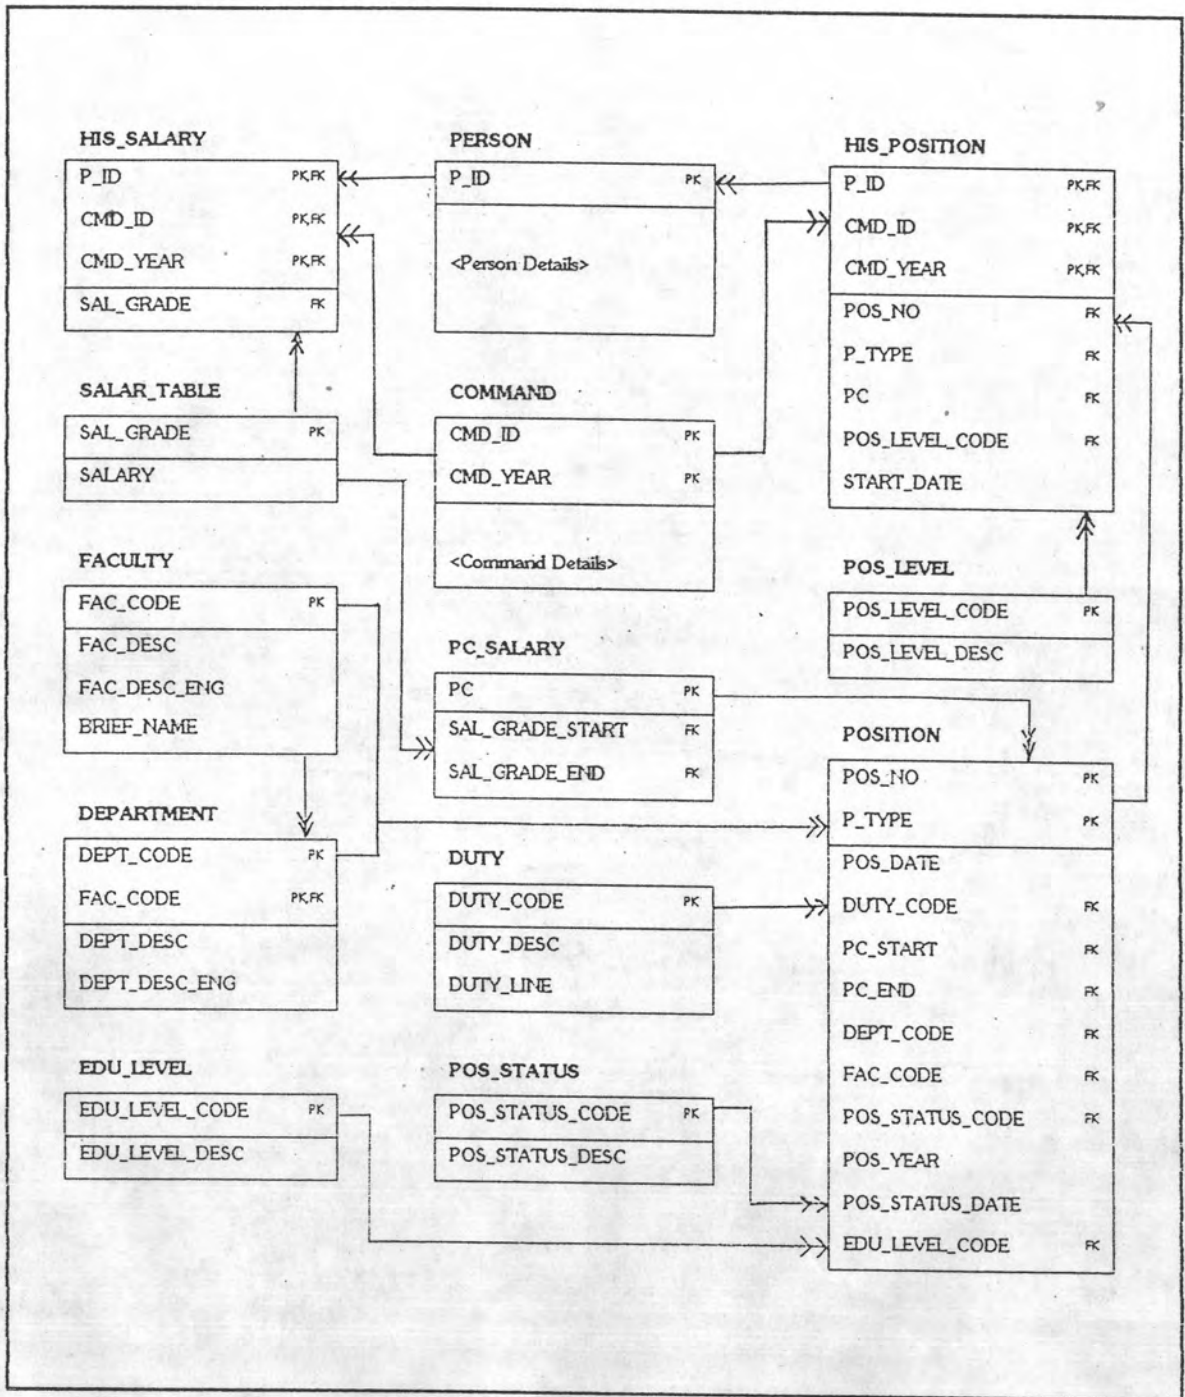 HIS_SALARY
P_ID PK,FK
CMD_ID PK,FK
CMD_YEAR PK,FK
SAL_GRADE FK
PERSON
P_ID PK
<Person Details>
HIS_POSITION
P_ID PK,FK
CMD_ID PK,FK
CMD_YEAR PK,FK
POS_NO FK
P_TYPE FK
PC FK
POS_LEVEL_CODE FK
START_DATE
SALAR_TABLE
SAL_GRADE PK
SALARY
COMMAND
CMD_ID PK
CMD_YEAR PK
<Command Details>
FACULTY
FAC_CODE PK
FAC_DESC
FAC_DESC_ENG
BRIEF_NAME
POS_LEVEL
POS_LEVEL_CODE PK
POS_LEVEL_DESC
PC_SALARY
PC PK
SAL_GRADE_START FK
SAL_GRADE_END FK
POSITION
POS_NO PK
P_TYPE PK
POS_DATE
DUTY_CODE FK
PC_START FK
PC_END FK
DEPT_CODE FK
FAC_CODE FK
POS_STATUS_CODE FK
POS_YEAR
POS_STATUS_DATE
EDU_LEVEL_CODE FK
DEPARTMENT
DEPT_CODE PK
FAC_CODE PK,FK
DEPT_DESC
DEPT_DESC_ENG
DUTY
DUTY_CODE PK
DUTY_DESC
DUTY_LINE
EDU_LEVEL
EDU_LEVEL_CODE PK
EDU_LEVEL_DESC
POS_STATUS
POS_STATUS_CODE PK
POS_STATUS_DESC